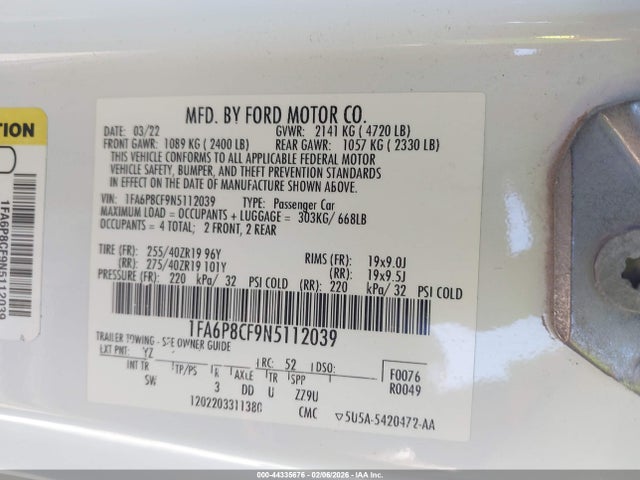 MFD. BY FORD MOTOR CO.
DATE: 03/22 GVWR: 2141 KG ( 4720 LB)
FRONT GAWR: 1089 KG ( 2400 LB) REAR GAWR: 1057 KG ( 2330 LB)
THIS VEHICLE CONFORMS TO ALL APPLICABLE FEDERAL MOTOR
VEHICLE SAFETY, BUMPER, AND THEFT PREVENTION STANDARDS
IN EFFECT ON THE DATE OF MANUFACTURE SHOWN ABOVE.
VIN: 1FA6P8CF9N5112039 TYPE: Passenger Car
MAXIMUM LOAD = OCCUPANTS + LUGGAGE = 303KG/ 668LB
OCCUPANTS = 4 TOTAL; 2 FRONT, 2 REAR
TIRE (FR): 255/40ZR19 96Y RIMS (FR): 19x9.0J
(RR): 275/40ZR19 101Y (RR): 19x9.5J
PRESSURE (FR): 220 kPa/ 32 PSI COLD (RR): 220 kPa/ 32 PSI COLD
1FA6P8CF9N5112039
TRAILER TOWING - SEE OWNER GUIDE
EXT PNT: YZ RC: 52 DSO: F0076
INT TR TP/PS R AXLE TR SPP R0049
SW 3 DD U ZZ9U
1202203311380 CMC ▽5U5A-5420472-AA
TION
1FA6P8CF9N5112039
000-44335676 - 02/06/2026 - IAAI.COM